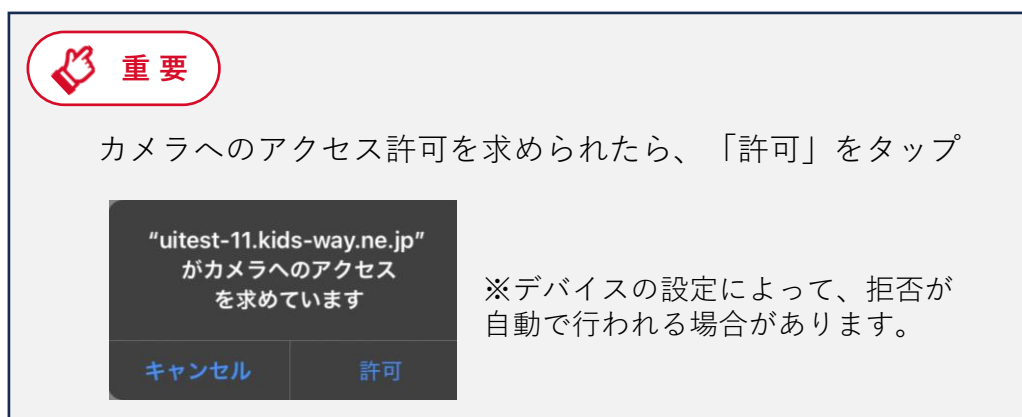 重要
カメラへのアクセス許可を求められたら、「許可」をタップ
“uitest-11.kids-way.ne.jp”
がカメラへのアクセス
を求めています
キャンセル 許可
※デバイスの設定によって、拒否が
自動で行われる場合があります。